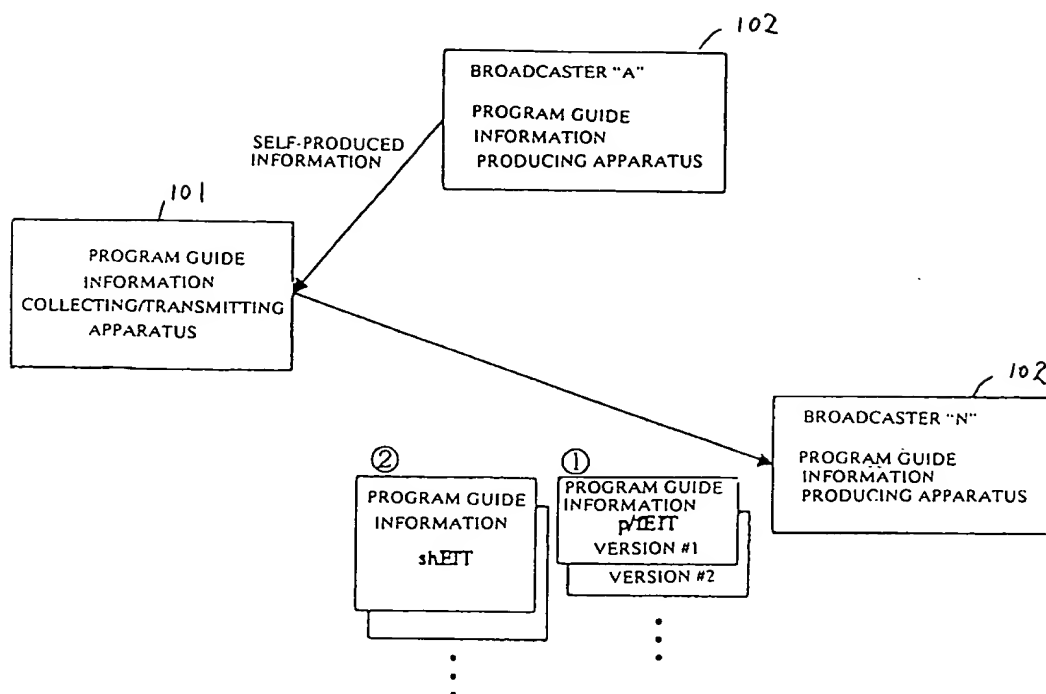 102
BROADCASTER "A"
PROGRAM GUIDE
INFORMATION
PRODUCING APPARATUS
SELF-PRODUCED
INFORMATION
101
PROGRAM GUIDE
INFORMATION
COLLECTING/TRANSMITTING
APPARATUS
102
BROADCASTER "N"
PROGRAM GUIDE
INFORMATION
PRODUCING APPARATUS
②
PROGRAM GUIDE
INFORMATION
shEIT
①
PROGRAM GUIDE
INFORMATION
p/fEIT
VERSION #1
VERSION #2